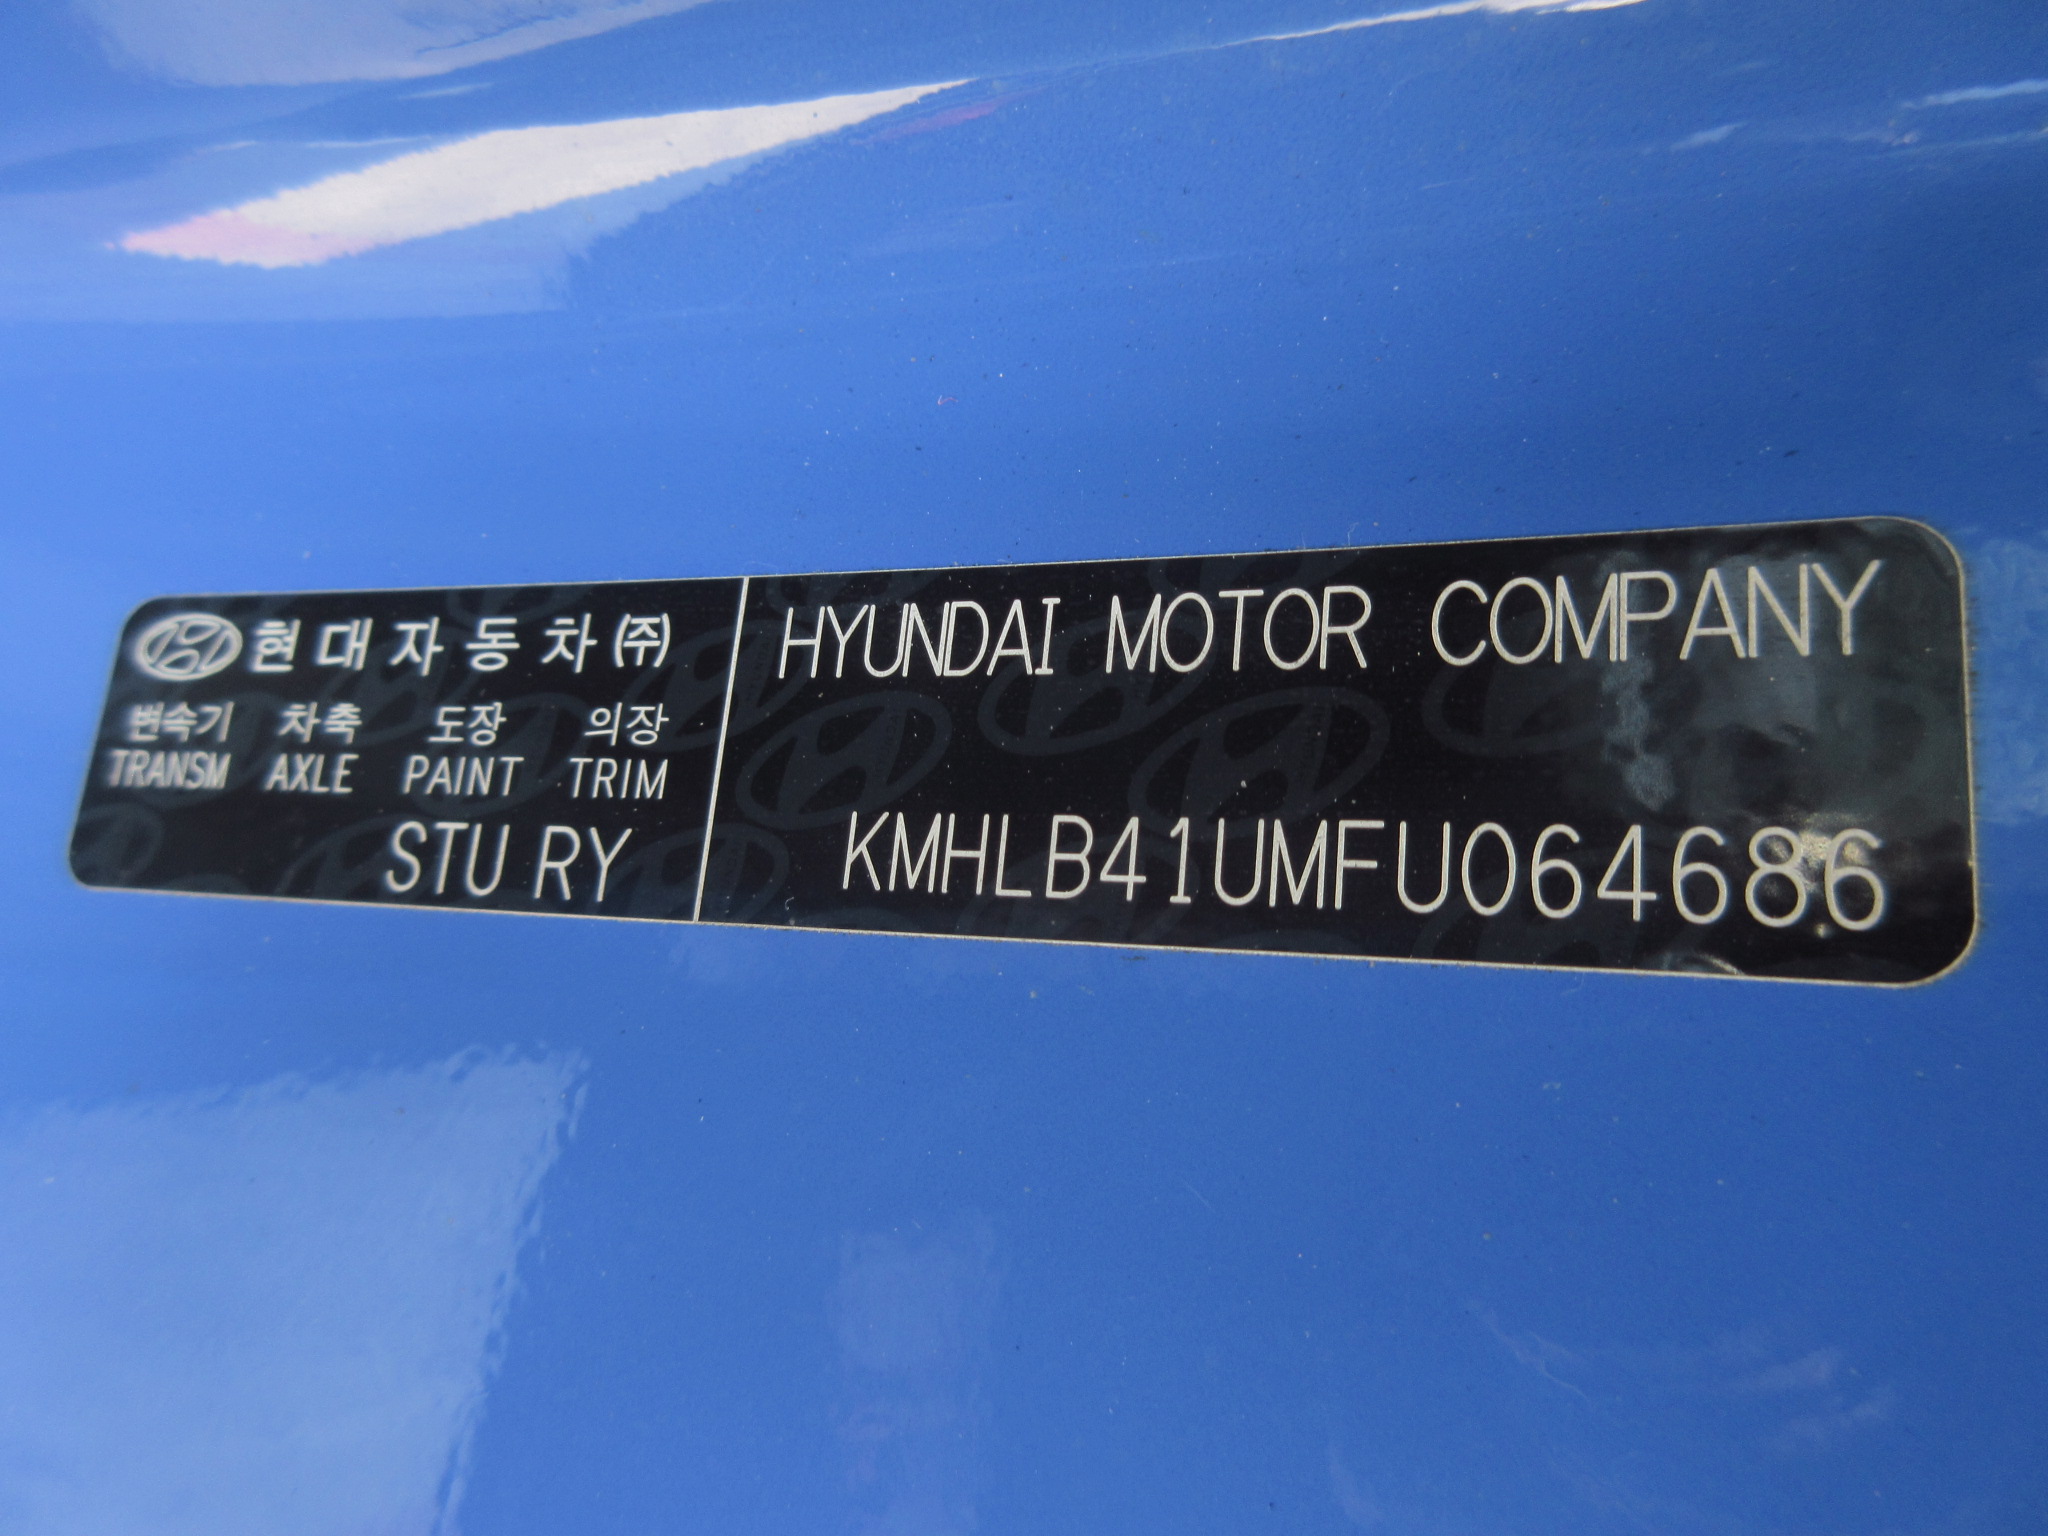 현대자동차(주)
변속기 차축 도장 의장
TRANSM AXLE PAINT TRIM
STU RY
HYUNDAI MOTOR COMPANY
KMHLB41UMFU064686